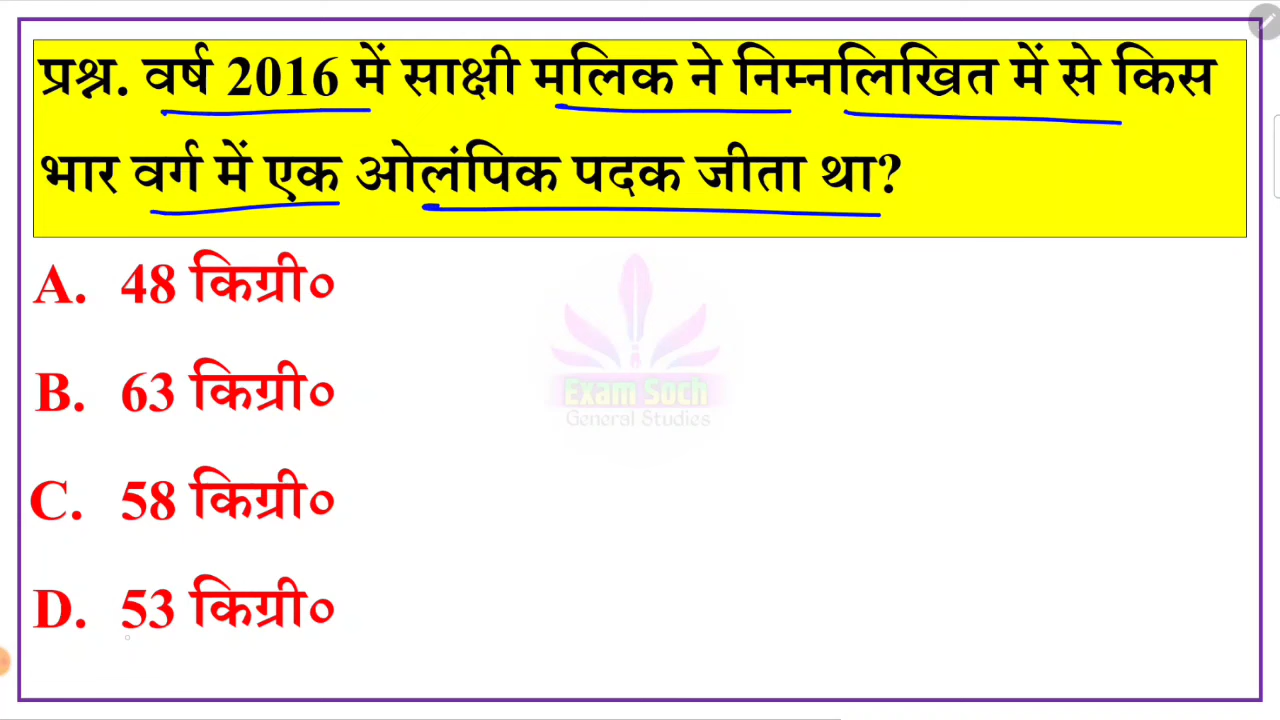 प्रश्न. वर्ष 2016 में साक्षी मलिक ने निम्नलिखित में से किस
भार वर्ग में एक ओलंपिक पदक जीता था?
A. 48 किग्री०
B. 63 किग्री०
Exam Such
General Studies
C. 58 किग्री०
D. 53 किग्री०